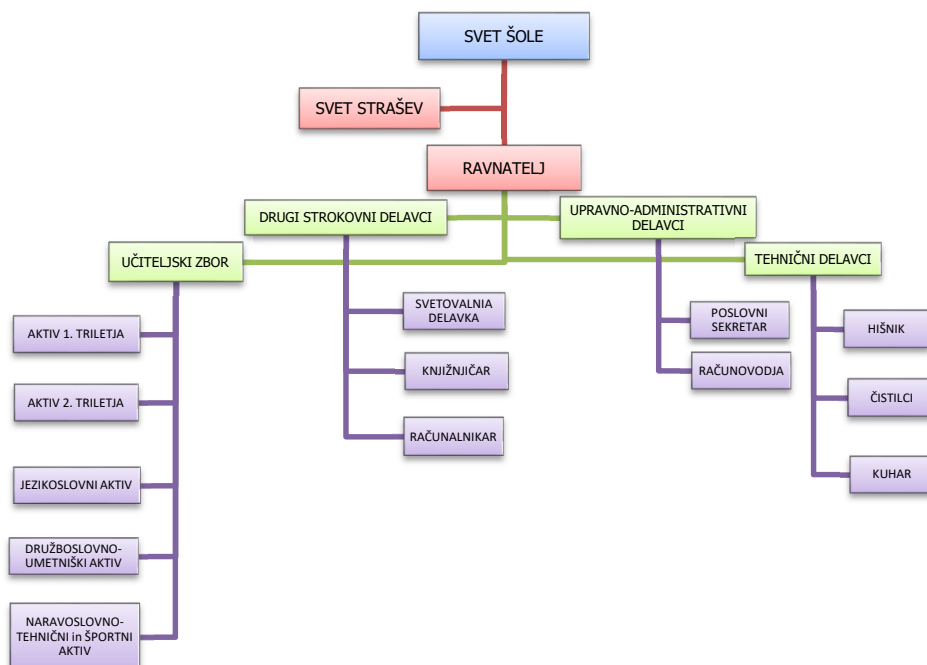 SVET ŠOLE
SVET STRAŠEV
RAVNATELJ
DRUGI STROKOVNI DELAVCI
UPRAVNO-ADMINISTRATIVNI
DELAVCI
UČITELJSKI ZBOR
TEHNIČNI DELAVCI
AKTIV 1. TRILETJA
AKTIV 2. TRILETJA
JEZIKOSLOVNI AKTIV
DRUŽBOSLOVNO-
UMETNIŠKI AKTIV
NARAVOSLOVNO-
TEHNIČNI in ŠPORTNI
AKTIV
SVETOVALNIA
DELAVKA
KNJIŽNJIČAR
RAČUNALNIKAR
POSLOVNI
SEKRETAR
RAČUNOVODJA
HIŠNIK
ČISTILCI
KUHAR